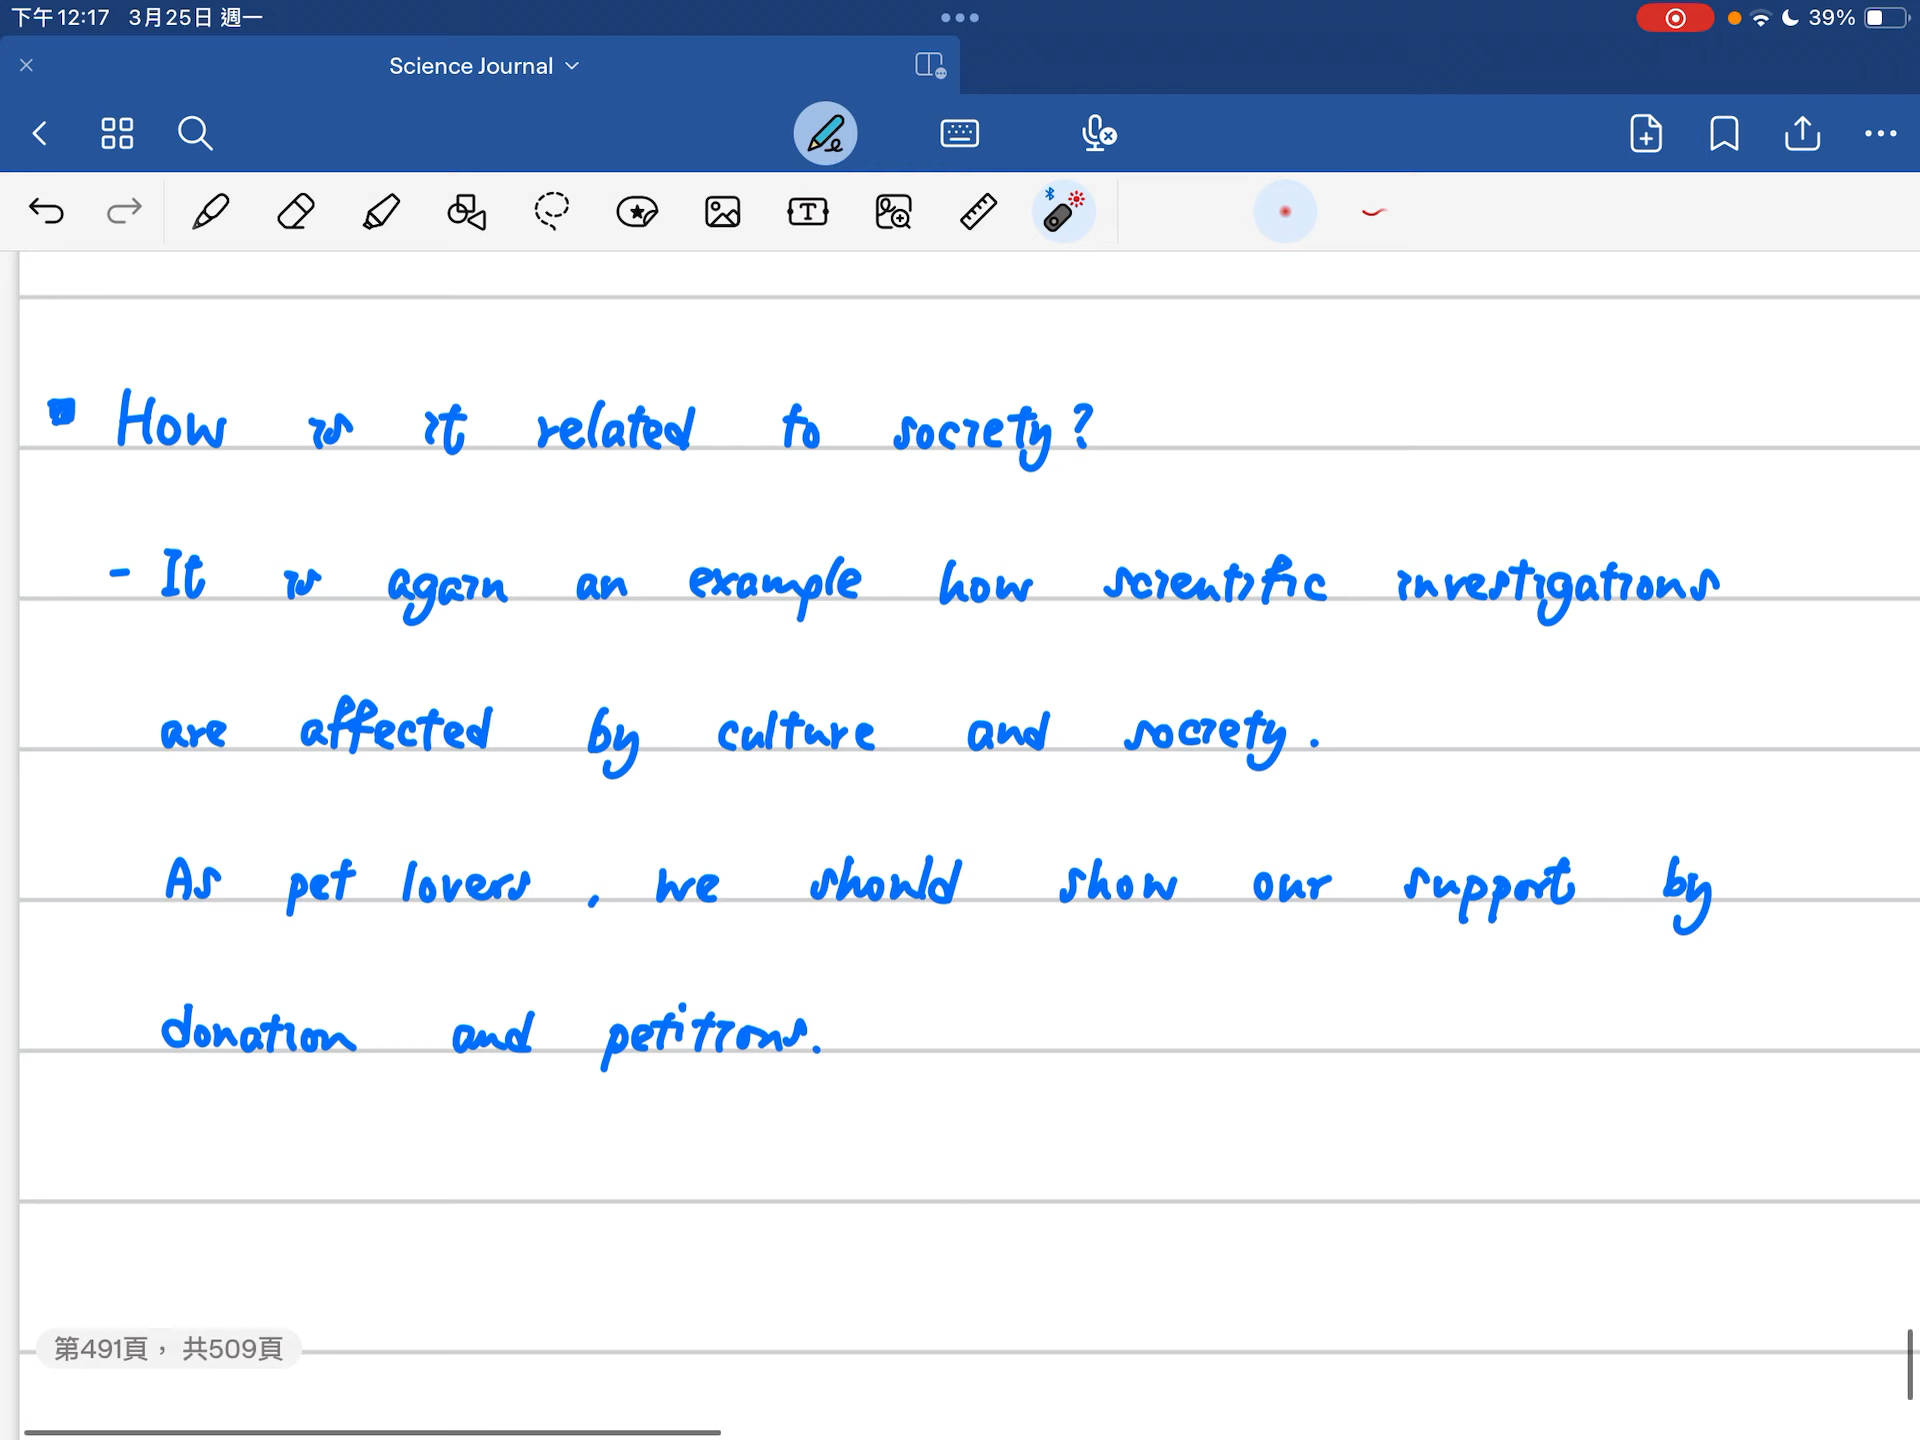 下午12:17 3月25日 週一
39%
Science Journal
How is it related to society?
- It is again an example how scientific investigations
are affected by culture and society.
As pet lovers, we should show our support by
donation and petitions.
第491頁，共509頁